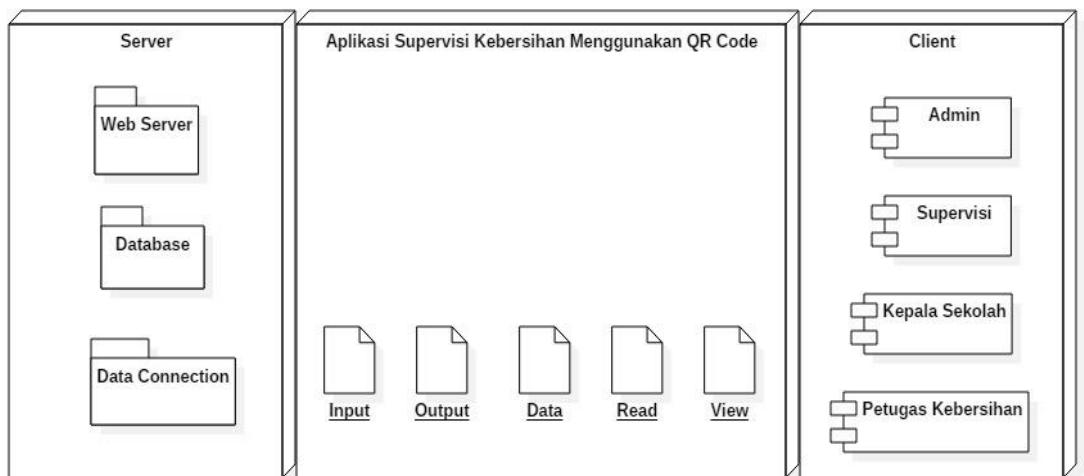 Server
Web Server
Database
Data Connection
Aplikasi Supervisi Kebersihan Menggunakan QR Code
Input
Output
Data
Read
View
Client
Admin
Supervisi
Kepala Sekolah
Petugas Kebersihan